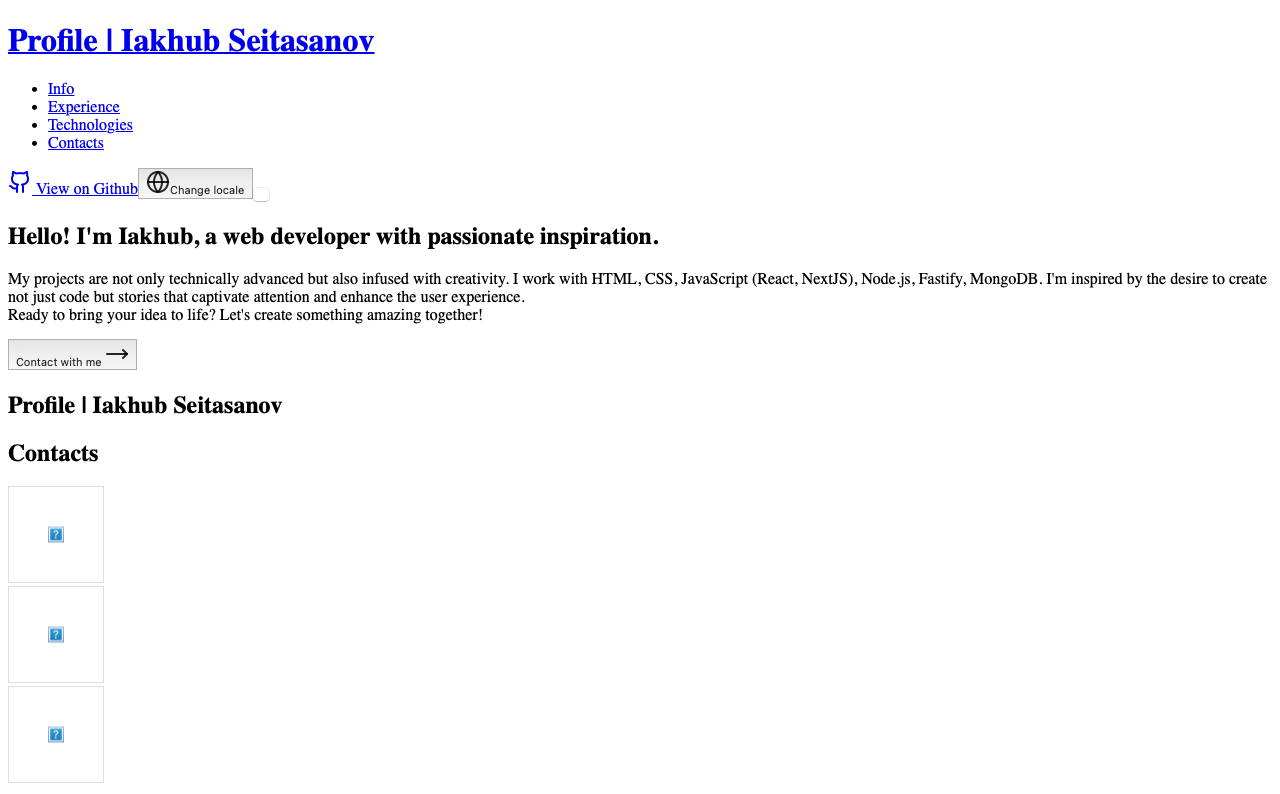 Profile | Iakhub Seitasanov
Info
Experience
Technologies
Contacts
View on Github Change locale
Hello! I'm Iakhub, a web developer with passionate inspiration.
My projects are not only technically advanced but also infused with creativity. I work with HTML, CSS, JavaScript (React, NextJS), Node.js, Fastify, MongoDB. I'm inspired by the desire to create
not just code but stories that captivate attention and enhance the user experience.
Ready to bring your idea to life? Let's create something amazing together!
Contact with me
Profile | Iakhub Seitasanov
Contacts